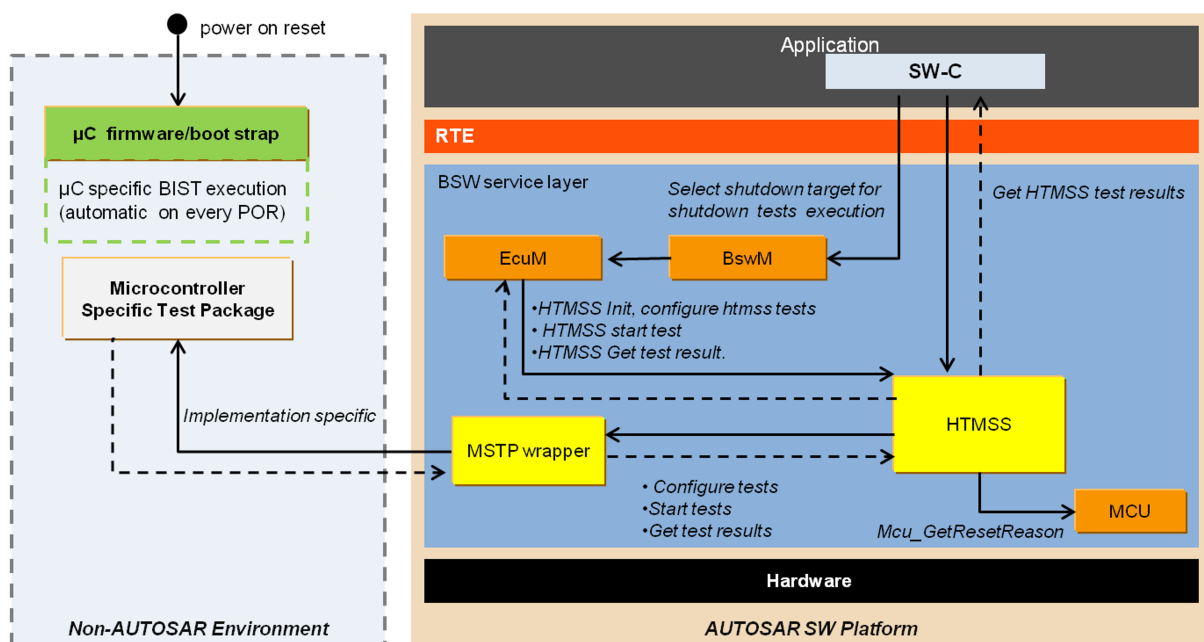 power on reset
µC firmware/boot strap
µC specific BIST execution
(automatic on every POR)
Microcontroller
Specific Test Package
Implementation specific
Non-AUTOSAR Environment
Application
SW-C
RTE
BSW service layer
Select shutdown target for
shutdown tests execution
Get HTMSS test results
EcuM
BswM
•HTMSS Init, configure htmss tests
• HTMSS start test
•HTMSS Get test result.
HTMSS
MSTP wrapper
• Configure tests
•Start tests
• Get test results
MCU
Mcu_GetResetReason
Hardware
AUTOSAR SW Platform